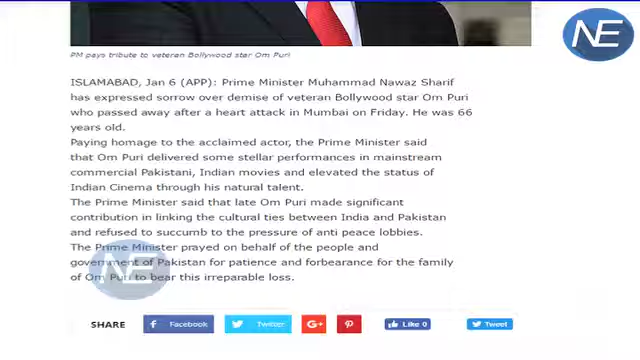 NE
PM pays tribute to veteran Bollywood star Om Puri
ISLAMABAD, Jan 6 (APP): Prime Minister Muhammad Nawaz Sharif
has expressed sorrow over demise of veteran Bollywood star Om Puri
who passed away after a heart attack in Mumbai on Friday. He was 66
years old.
Paying homage to the acclaimed actor, the Prime Minister said
that Om Puri delivered some stellar performances in mainstream
commercial Pakistani, Indian movies and elevated the status of
Indian Cinema through his natural talent.
The Prime Minister said that late Om Puri made significant
contribution in linking the cultural ties between India and Pakistan
and refused to succumb to the pressure of anti peace lobbies.
The Prime Minister prayed on behalf of the people and
government of Pakistan for patience and forbearance for the family
of Om Puri to bear this irreparable loss.
NE
SHARE Facebook Twitter G+ Like 0 Tweet